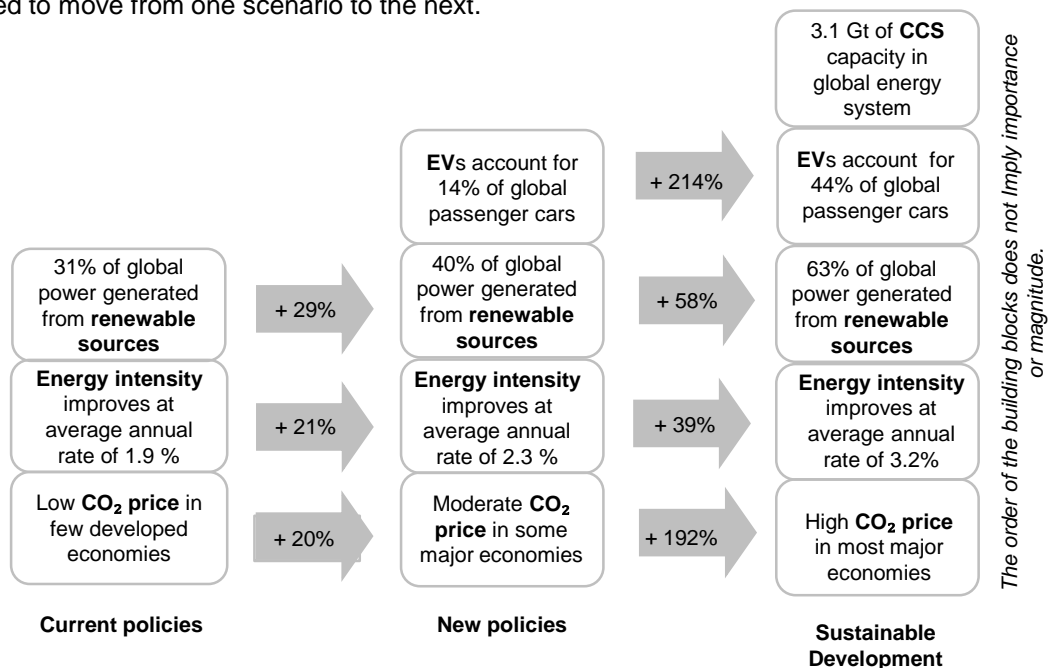 ed to move from one scenario to the next.
3.1 Gt of CCS
capacity in
global energy
system
EVs account for
14% of global
passenger cars
+ 214%
EVs account for
44% of global
passenger cars
31% of global
power generated
from renewable
sources
+ 29%
40% of global
power generated
from renewable
sources
+ 58%
63% of global
power generated
from renewable
sources
Energy intensity
improves at
average annual
rate of 1.9 %
+ 21%
Energy intensity
improves at
average annual
rate of 2.3 %
+ 39%
Energy intensity
improves at
average annual
rate of 3.2%
Low CO₂ price in
few developed
economies
+ 20%
Moderate CO₂
price in some
major economies
+ 192%
High CO₂ price
in most major
economies
Current policies
New policies
Sustainable
Development
The order of the building blocks does not Imply importance
or magnitude.